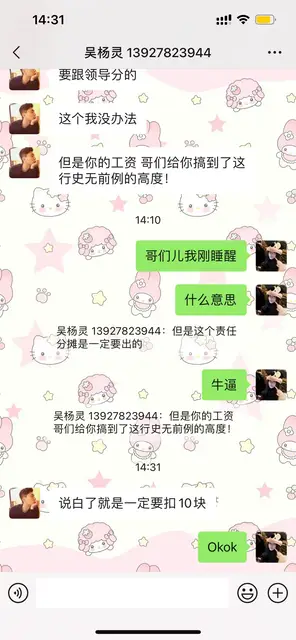 14:31
吴杨灵 13927823944
要跟领导分的
这个我没办法
但是你的工资 哥们给你搞到了这
行史无前例的高度！
14:10
哥们儿我刚睡醒
什么意思
吴杨灵 13927823944：但是这个责任
分摊是一定要出的
牛逼
吴杨灵 13927823944：但是你的工资
哥们给你搞到了这行史无前例的高度！
14:31
说白了就是一定要扣10块
Okok